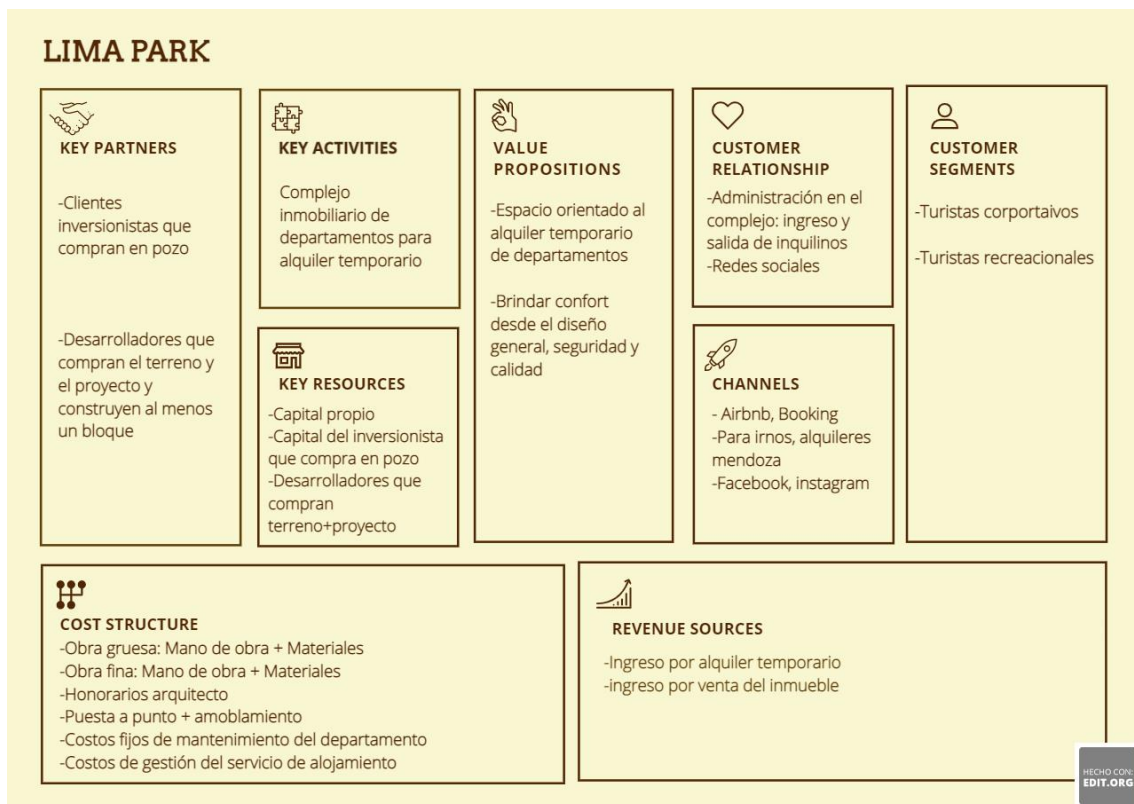 LIMA PARK
KEY PARTNERS
-Clientes
inversionistas que
compran en pozo
-Desarrolladores que
compran el terreno y
el proyecto y
construyen al menos
un bloque
KEY ACTIVITIES
Complejo
inmobiliario de
departamentos para
alquiler temporario
KEY RESOURCES
-Capital propio
-Capital del inversionista
que compra en pozo
-Desarrolladores que
compran
terreno+proyecto
VALUE
PROPOSITIONS
-Espacio orientado al
alquiler temporario
de departamentos
-Brindar confort
desde el diseño
general, seguridad y
calidad
CUSTOMER
RELATIONSHIP
-Administración en el
complejo: ingreso y
salida de inquilinos
-Redes sociales
CHANNELS
- Airbnb, Booking
-Para irnos, alquileres
mendoza
-Facebook, instagram
CUSTOMER
SEGMENTS
-Turistas corportaivos
-Turistas recreacionales
COST STRUCTURE
-Obra gruesa: Mano de obra + Materiales
-Obra fina: Mano de obra + Materiales
-Honorarios arquitecto
-Puesta a punto + amoblamiento
-Costos fijos de mantenimiento del departamento
-Costos de gestión del servicio de alojamiento
REVENUE SOURCES
-Ingreso por alquiler temporario
-ingreso por venta del inmueble
HECHO CON:
EDIT.ORG